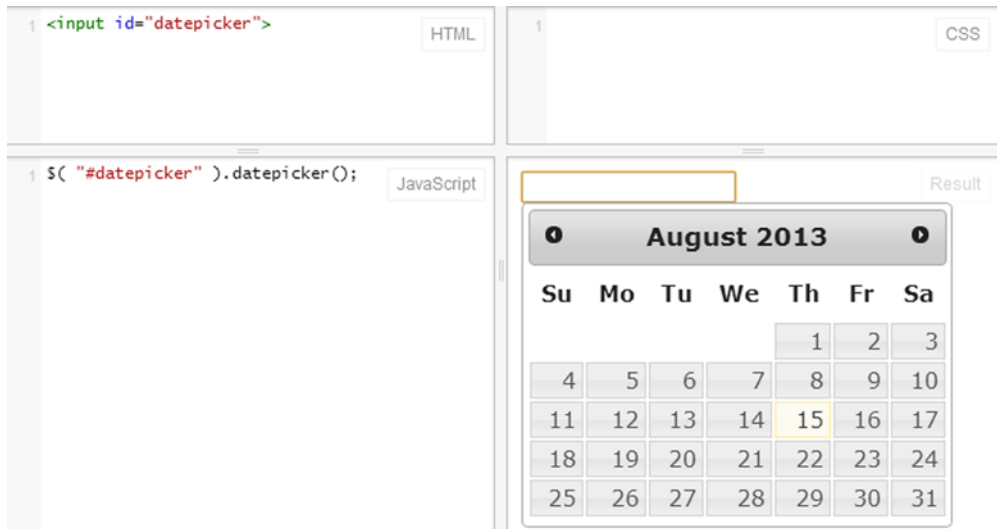 1 <input id="datepicker">
HTML
1
CSS
1 $( "#datepicker" ).datepicker();
JavaScript
Result
August 2013
Su Mo Tu We Th Fr Sa
1 2 3
4 5 6 7 8 9 10
11 12 13 14 15 16 17
18 19 20 21 22 23 24
25 26 27 28 29 30 31